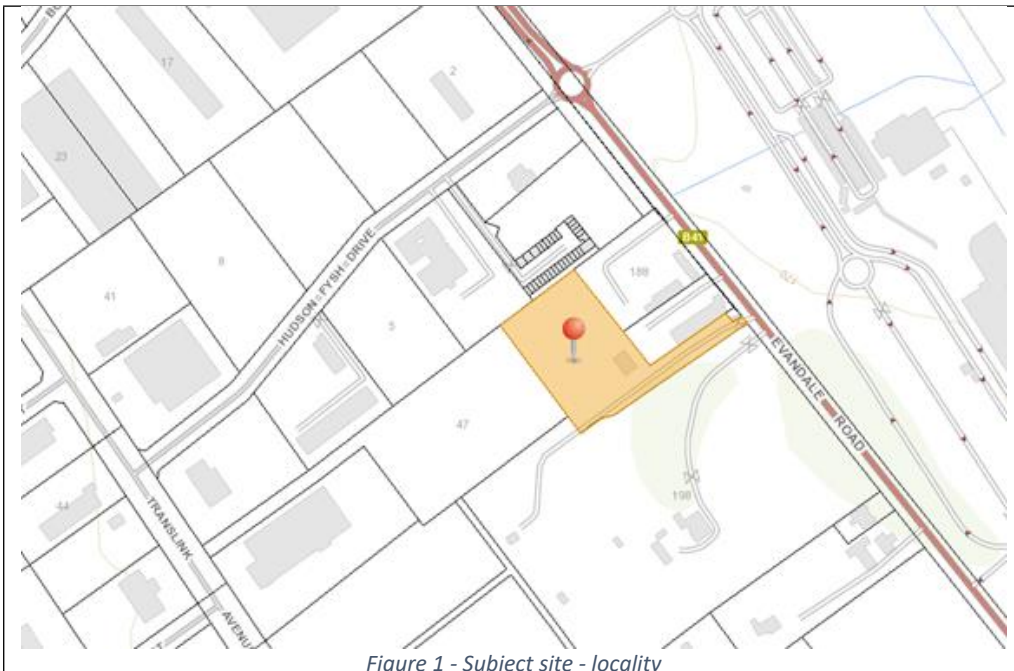 17
2
23
B41
HUDSON FYSH DRIVE
8
188
170
41
5
EVANDALE ROAD
47
44
TRANSLINK AVENUE
198
Figure 1 - Subject site - locality